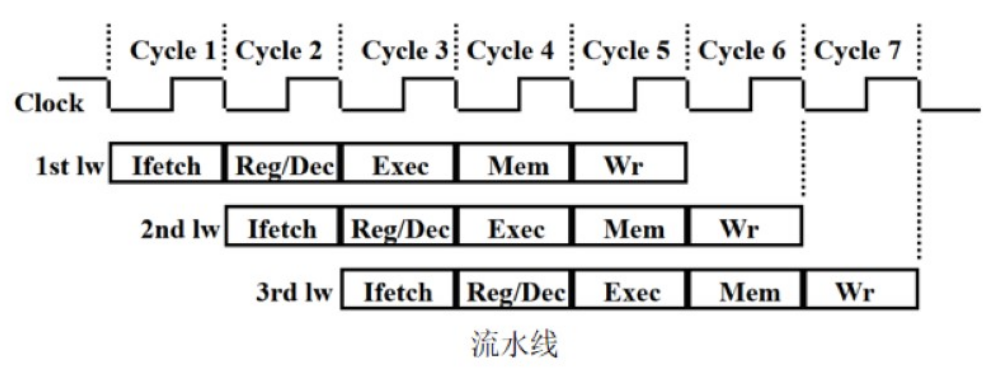 Cycle 1 Cycle 2 Cycle 3 Cycle 4 Cycle 5 Cycle 6 Cycle 7
Clock
1st lw Ifetch Reg/Dec Exec Mem Wr
2nd lw Ifetch Reg/Dec Exec Mem Wr
3rd lw Ifetch Reg/Dec Exec Mem Wr
流水线